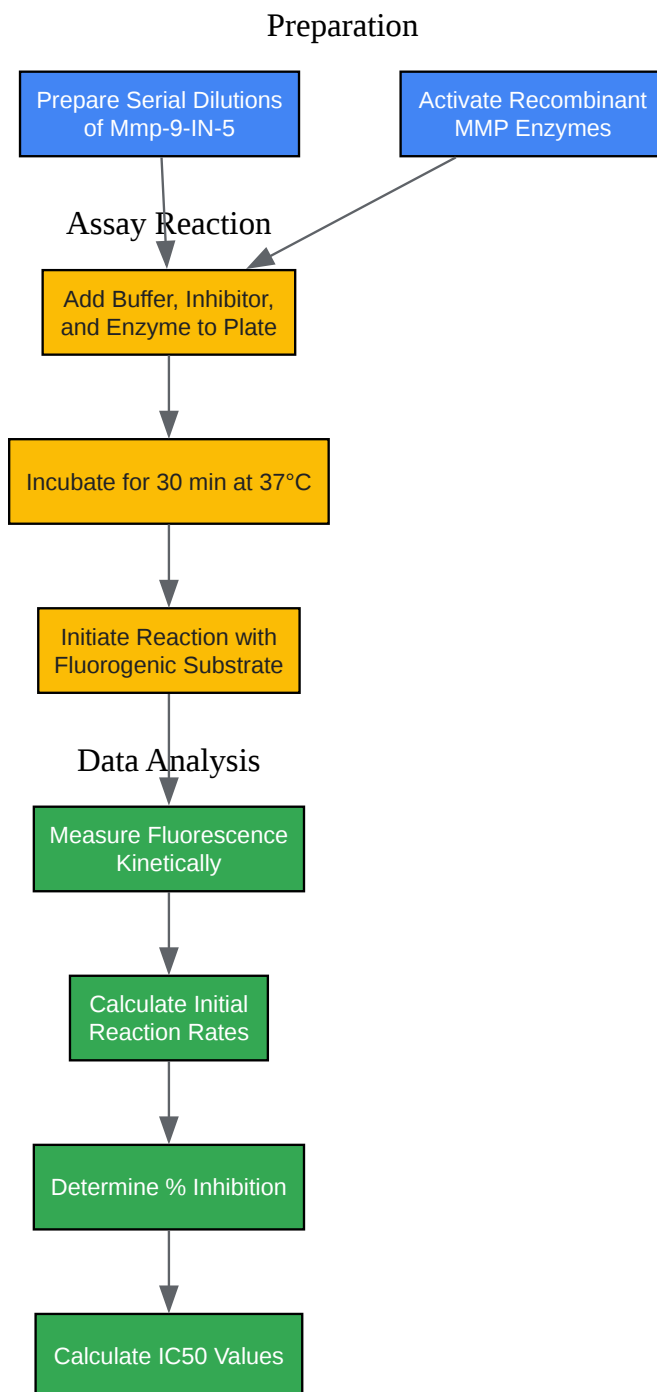 Preparation
Prepare Serial Dilutions
of Mmp-9-IN-5
Activate Recombinant
MMP Enzymes
Assay Reaction
Add Buffer, Inhibitor,
and Enzyme to Plate
Incubate for 30 min at 37°C
Initiate Reaction with
Fluorogenic Substrate
Data Analysis
Measure Fluorescence
Kinetically
Calculate Initial
Reaction Rates
Determine % Inhibition
Calculate IC50 Values